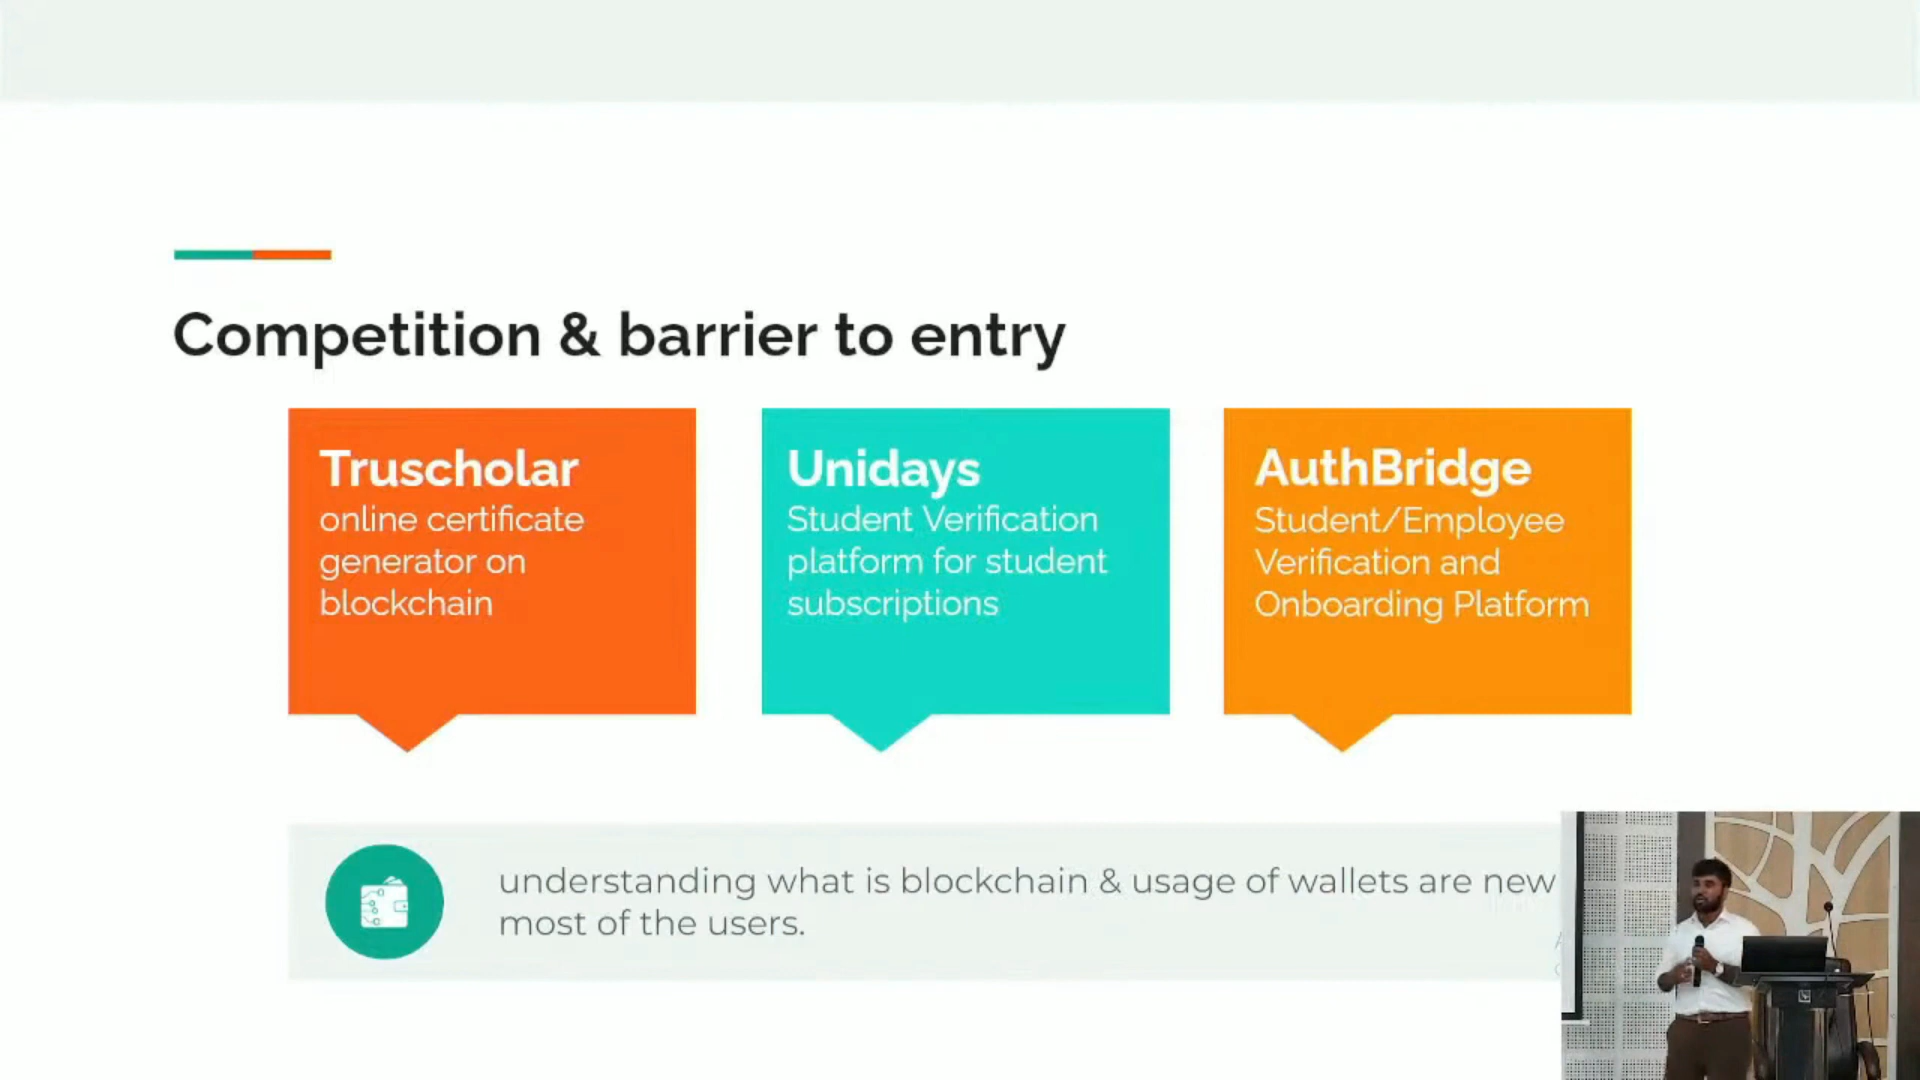 Competition & barrier to entry
Truscholar
online certificate
generator on
blockchain
Unidays
Student Verification
platform for student
subscriptions
AuthBridge
Student/Employee
Verification and
Onboarding Platform
understanding what is blockchain & usage of wallets are new
most of the users.